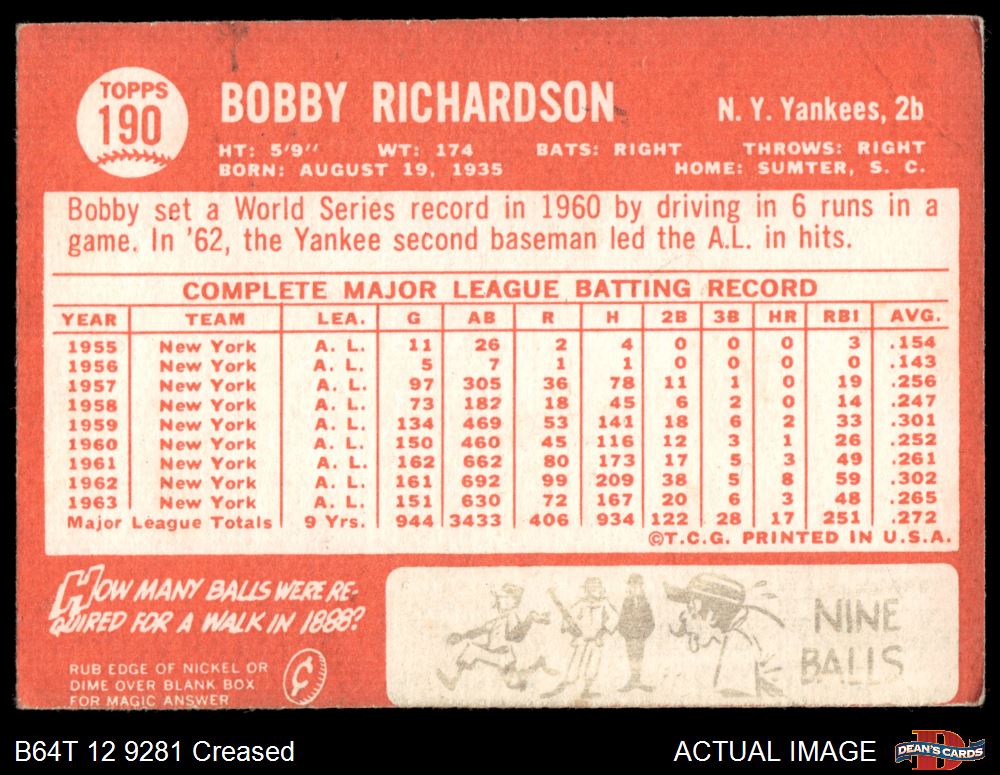 TOPPS
190
BOBBY RICHARDSON
N. Y. Yankees, 2b
HT: 5'9" WT: 174 BATS: RIGHT THROWS: RIGHT
BORN: AUGUST 19, 1935 HOME: SUMTER, S. C.
Bobby set a World Series record in 1960 by driving in 6 runs in a
game. In '62, the Yankee second baseman led the A.L. in hits.
COMPLETE MAJOR LEAGUE BATTING RECORD
YEAR TEAM LEA. G AB R H 2B 3B HR RBI AVG.
1955 New York A. L. 11 26 2 4 0 0 0 3 .154
1956 New York A. L. 5 7 1 1 0 0 0 0 .143
1957 New York A. L. 97 305 36 78 11 1 0 19 .256
1958 New York A. L. 73 182 18 45 6 2 0 14 .247
1959 New York A. L. 134 469 53 141 18 6 2 33 .301
1960 New York A. L. 150 460 45 116 12 3 1 26 .252
1961 New York A. L. 162 662 80 173 17 5 3 49 .261
1962 New York A. L. 161 692 99 209 38 5 8 59 .302
1963 New York A. L. 151 630 72 167 20 6 3 48 .265
Major League Totals 9 Yrs. 944 3433 406 934 122 28 17 251 .272
©T.C.G. PRINTED IN U.S.A.
HOW MANY BALLS WERE RE-
QUIRED FOR A WALK IN 1888?
RUB EDGE OF NICKEL OR
DIME OVER BLANK BOX
FOR MAGIC ANSWER
¢
NINE
BALLS
B64T 12 9281 Creased
ACTUAL IMAGE
DEAN'S CARDS